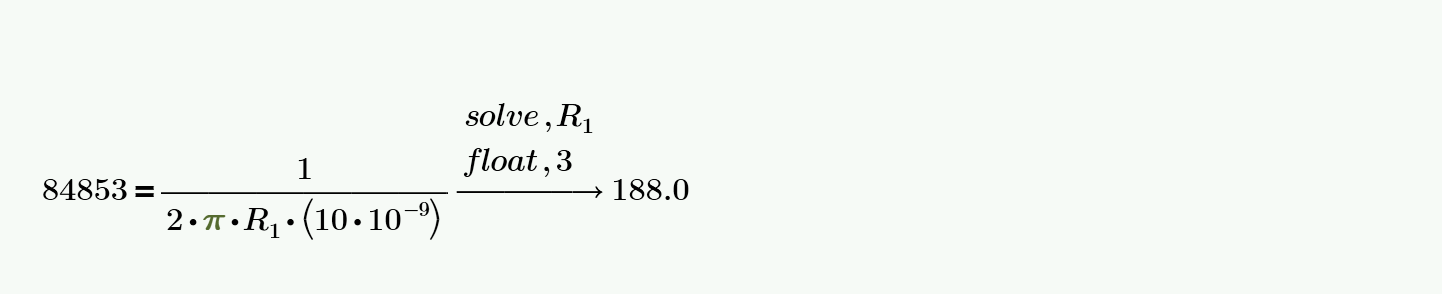 solve,R₁
float,3
84853 = 1 / (2·π·R₁·(10·10⁻⁹)) → 188.0